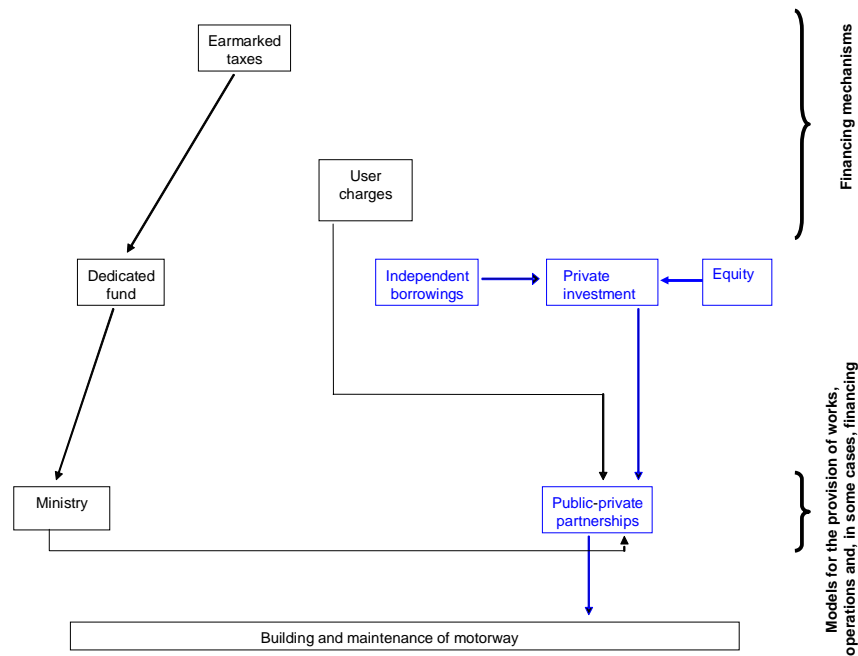 Earmarked
taxes
User
charges
Dedicated
fund
Independent
borrowings
Private
investment
Equity
Ministry
Public-private
partnerships
Building and maintenance of motorway
Financing mechanisms
Models for the provision of works,
operations and, in some cases, financing